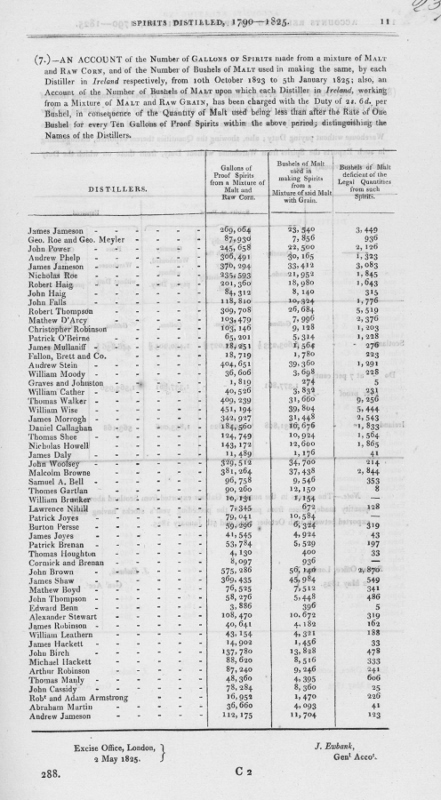 SPIRITS DISTILLED, 1790—1825. 11
(7.)—AN ACCOUNT of the Number of GALLONS OF SPIRITS made from a mixture of MALT
and RAW CORN, and of the Number of Bushels of MALT used in making the same, by each
Distiller in Ireland respectively, from 10th October 1823 to 5th January 1825; also, an
Account of the Number of Bushels of MALT upon which each Distiller in Ireland, working
from a Mixture of MALT and RAW GRAIN, has been charged with the Duty of 2s. 6d. per
Bushel, in consequence of the Quantity of Malt used being less than after the Rate of One
Bushel for every Ten Gallons of Proof Spirits within the above period; distinguishing the
Names of the Distillers.
DISTILLERS.
Gallons of
Proof Spirits
from a Mixture of
Malt and
Raw Corn.
Bushels of Malt
used in
making Spirits
from a
Mixture of said Malt
with Grain.
Bushels of Malt
deficient of the
Legal Quantities
from such
Spirits.
James Jameson - - - - - 269,064 23,540 3,449
Geo. Roe and Geo. Meyler - - - 87,930 7,856 936
John Power - - - - - 245,658 22,500 2,126
Andrew Phelp - - - - - 306,491 30,165 1,323
James Jameson - - - - - 370,294 33,412 3,083
Nicholas Roe - - - - - 235,593 21,952 1,845
Robert Haig - - - - - 201,360 18,980 1,643
John Haig - - - - - 84,312 8,140 315
John Falls - - - - - 118,810 10,324 1,776
Robert Thompson - - - - - 309,708 26,684 5,519
Mathew D'Arcy - - - - - 103,479 7,996 2,376
Christopher Robinson - - - - 103,146 9,128 1,203
Patrick O'Beirne - - - - - 65,201 5,314 1,228
James Mullaniff - - - - - 18,251 1,564 276
Fallon, Brett and Co. - - - - 18,719 1,780 223
Andrew Stein - - - - - 404,651 39,360 1,291
William Moody - - - - - 36,606 3,698 228
Graves and Johnston - - - - 1,819 274 5
William Cather - - - - - 40,526 3,832 231
Thomas Walker - - - - - 409,239 31,660 9,256
William Wise - - - - - 451,194 39,804 5,444
James Morrogh - - - - - 342,927 31,448 2,543
Daniel Callaghan - - - - - 184,560 16,676 1,833
Thomas Shee - - - - - 124,749 10,924 1,564
Nicholas Howell - - - - - 143,172 12,600 1,865
James Daly - - - - - 11,489 1,176 41
John Woolsey - - - - - 329,512 34,700 214
Malcolm Browne - - - - - 381,264 37,438 2,844
Samuel A. Bell - - - - - 96,758 9,546 353
Thomas Gartlan - - - - - 90,260 12,150 8
William - - - - - 10,131 1,154 —
Lawrence Nihill - - - - - 7,345 672 128
Patrick Joyes - - - - - 79,041 10,584 —
Burton Persse - - - - - 59,296 6,324 319
James Joyes - - - - - 41,545 4,924 43
Patrick Brenan - - - - - 53,784 5,529 197
Thomas Houghton - - - - - 4,130 400 33
Cormick and Brenan - - - - 8,097 936 —
John Brown - - - - - 575,286 56,140 2,870
James Shaw - - - - - 369,435 45,984 549
Mathew Boyd - - - - - 76,525 7,512 341
John Thompson - - - - - 58,276 5,448 486
Edward Benn - - - - - 3,886 396 5
Alexander Stewart - - - - - 108,470 10,672 319
James Robinson - - - - - 40,641 4,182 162
William Leathern - - - - - 43,154 4,321 188
James Hackett - - - - - 14,902 1,456 33
John Birch - - - - - 137,780 13,828 478
Michael Hackett - - - - - 88,620 8,516 333
Arthur Robinson - - - - - 87,240 9,246 241
Thomas Manly - - - - - 48,360 4,395 606
John Cassidy - - - - - 78,284 8,360 25
Robt and Adam Armstrong - - - 16,952 1,470 226
Abraham Martin - - - - - 36,660 4,093 41
Andrew Jameson - - - - - 112,175 11,704 123
Excise Office, London, }
2 May 1825. }
J. Ewbank,
Genl Accot.
288. C 2